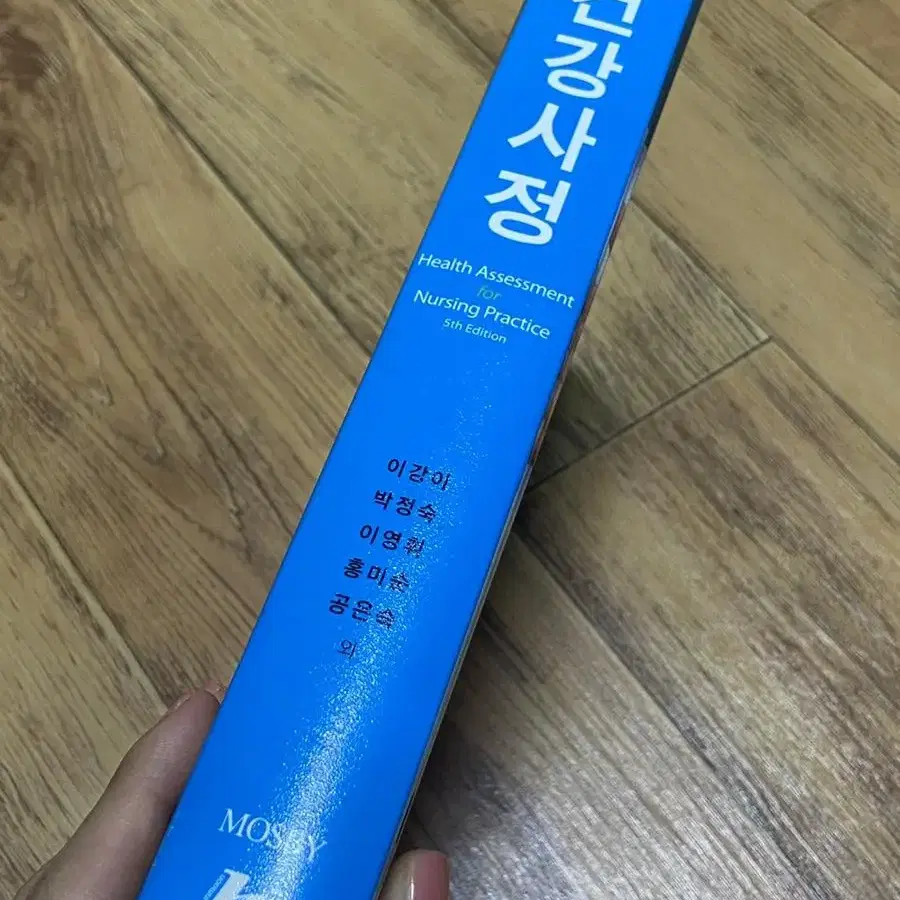 건강사정
Health Assessment
for
Nursing Practice
5th Edition
이강이
박정숙
이영휘
홍미순
공은숙
외
MOSBY